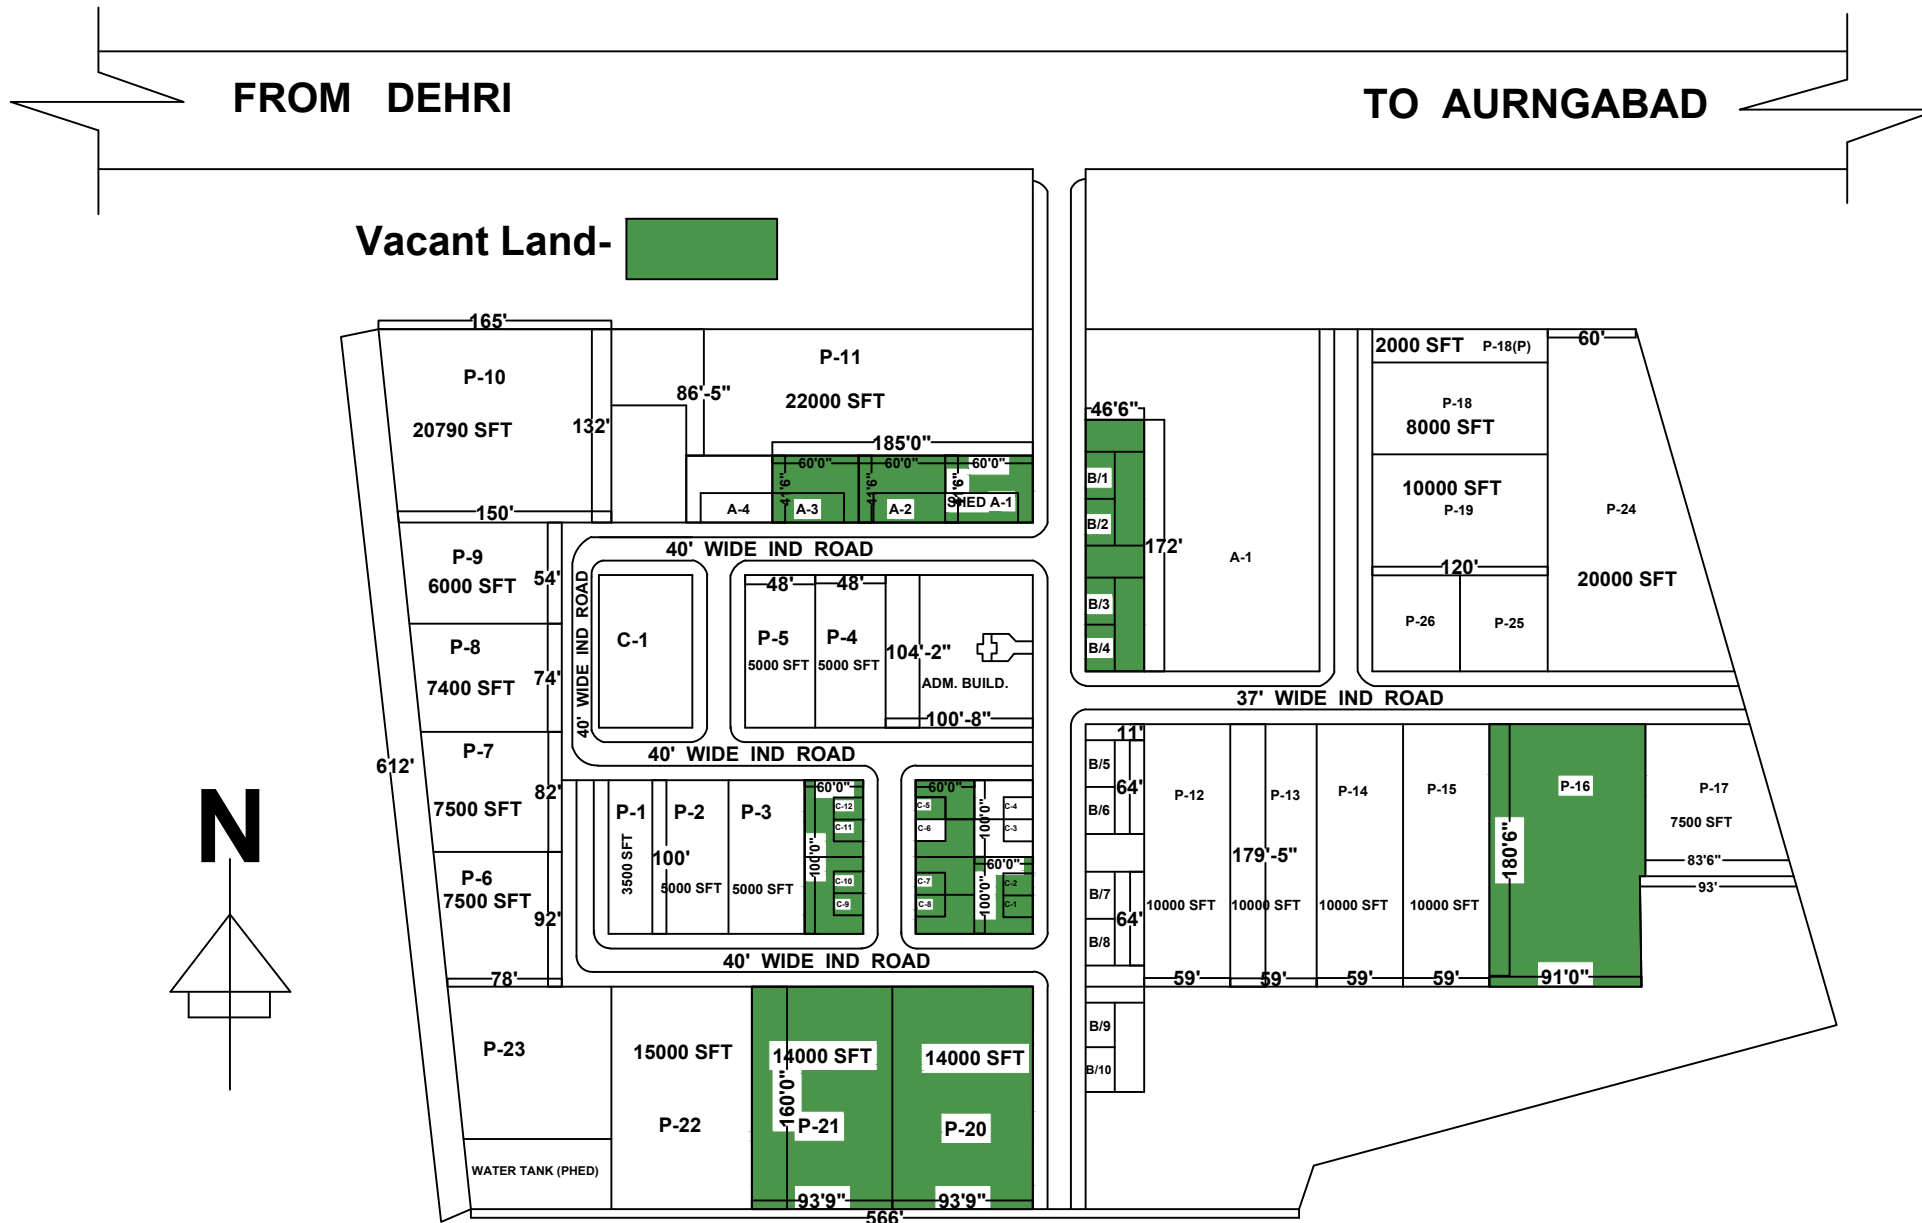 FROM DEHRI
TO AURNGABAD
Vacant Land-
165'
P-10
20790 SFT
132'
150'
86'-5"
P-11
22000 SFT
185'0"
60'0"
60'0"
60'0"
41'6"
41'6"
41'6"
A-4
A-3
A-2
SHED A-1
46'6"
B/1
B/2
B/3
B/4
172'
A-1
2000 SFT
P-18(P)
60'
P-18
8000 SFT
10000 SFT
P-19
120'
P-26
P-25
P-24
20000 SFT
P-9
6000 SFT
54'
P-8
7400 SFT
74'
P-7
7500 SFT
82'
P-6
7500 SFT
92'
78'
612'
40' WIDE IND ROAD
40' WIDE IND ROAD
C-1
48'
48'
P-5
5000 SFT
P-4
5000 SFT
104'-2"
ADM. BUILD.
100'-8"
40' WIDE IND ROAD
37' WIDE IND ROAD
P-1
3500 SFT
P-2
100'
5000 SFT
P-3
5000 SFT
60'0"
100'0"
C-12
C-11
C-10
C-9
60'0"
C-5
C-6
C-7
C-8
100'0"
C-4
C-3
60'0"
100'0"
C-2
C-1
40' WIDE IND ROAD
11'
B/5
B/6
64'
B/7
B/8
64'
B/9
B/10
P-12
10000 SFT
59'
179'-5"
P-13
10000 SFT
59'
P-14
10000 SFT
59'
P-15
10000 SFT
59'
P-16
180'6"
91'0"
P-17
7500 SFT
83'6"
93'
N
P-23
WATER TANK (PHED)
15000 SFT
P-22
14000 SFT
160'0"
P-21
93'9"
14000 SFT
P-20
93'9"
566'